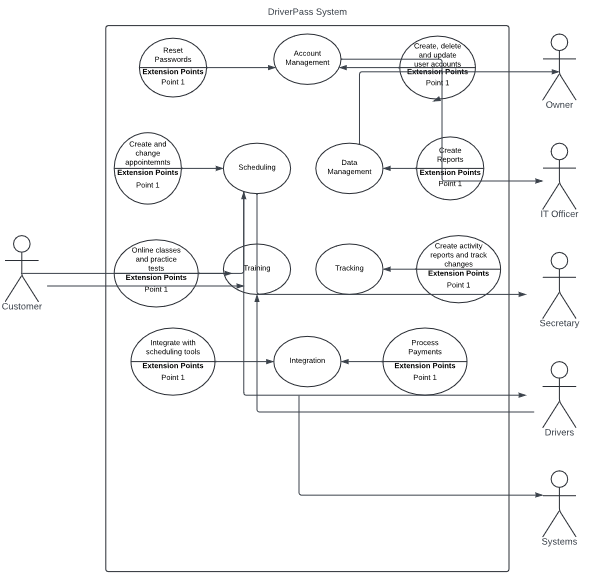 DriverPass System
Reset
Passwords
Extension Points
Point 1
Account
Management
Create, delete
and update
user accounts
Extension Points
Point 1
Owner
Create and
change
appointemnts
Extension Points
Point 1
Scheduling
Data
Management
Create
Reports
Extension Points
Point 1
IT Officer
Customer
Online classes
and practice
tests
Extension Points
Point 1
Training
Tracking
Create activity
reports and track
changes
Extension Points
Point 1
Secretary
Integrate with
scheduling tools
Extension Points
Point 1
Integration
Process
Payments
Extension Points
Point 1
Drivers
Systems